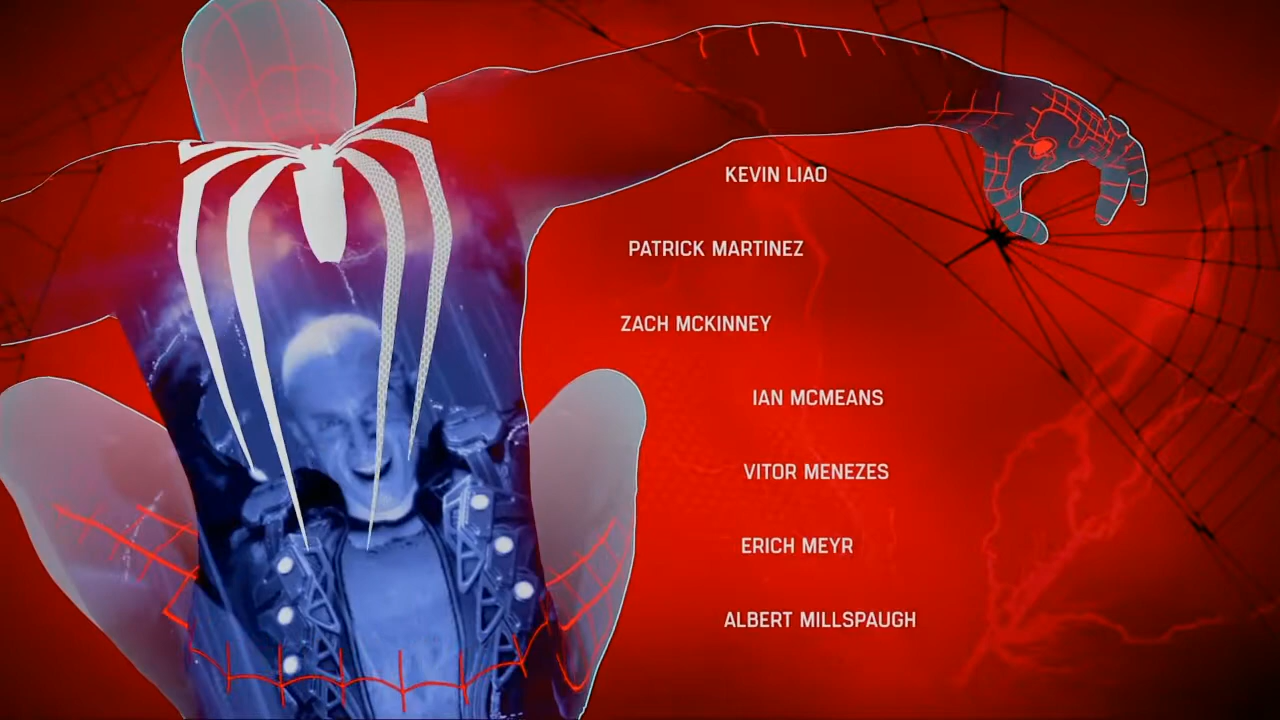 KEVIN LIAO
PATRICK MARTINEZ
ZACH MCKINNEY
IAN MCMEANS
VITOR MENEZES
ERICH MEYR
ALBERT MILLSPAUGH